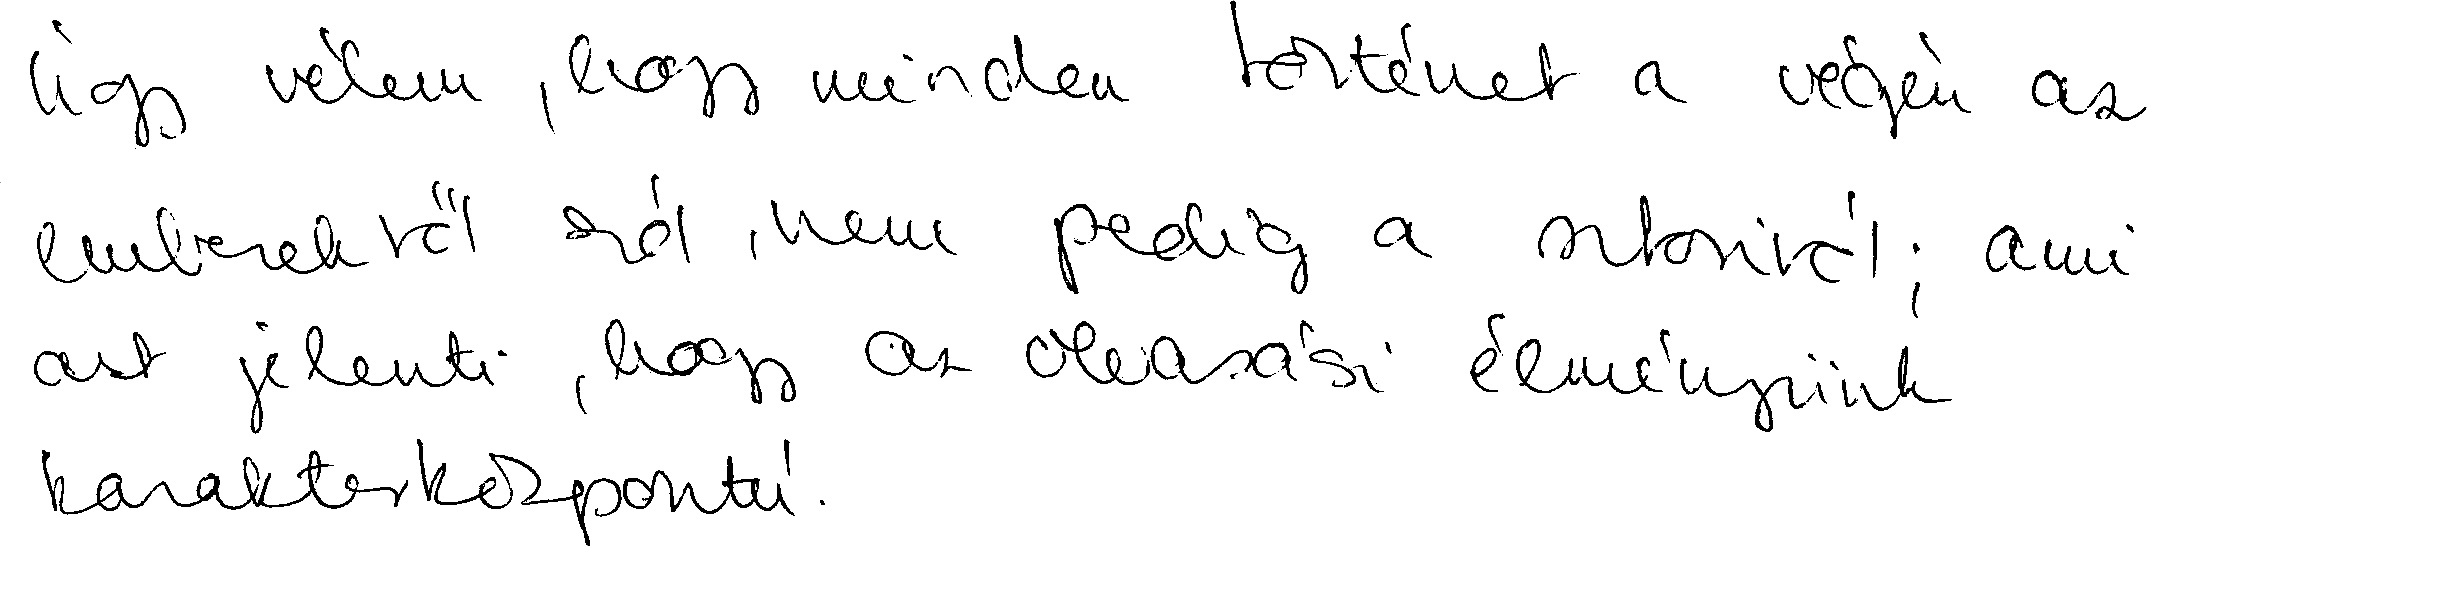 Úgy vélem, hogy minden történet a végén az
emberekről szól, nem pedig a sztoriról; ami
azt jelenti, hogy az olvasási élményünk
karakterközpontú.